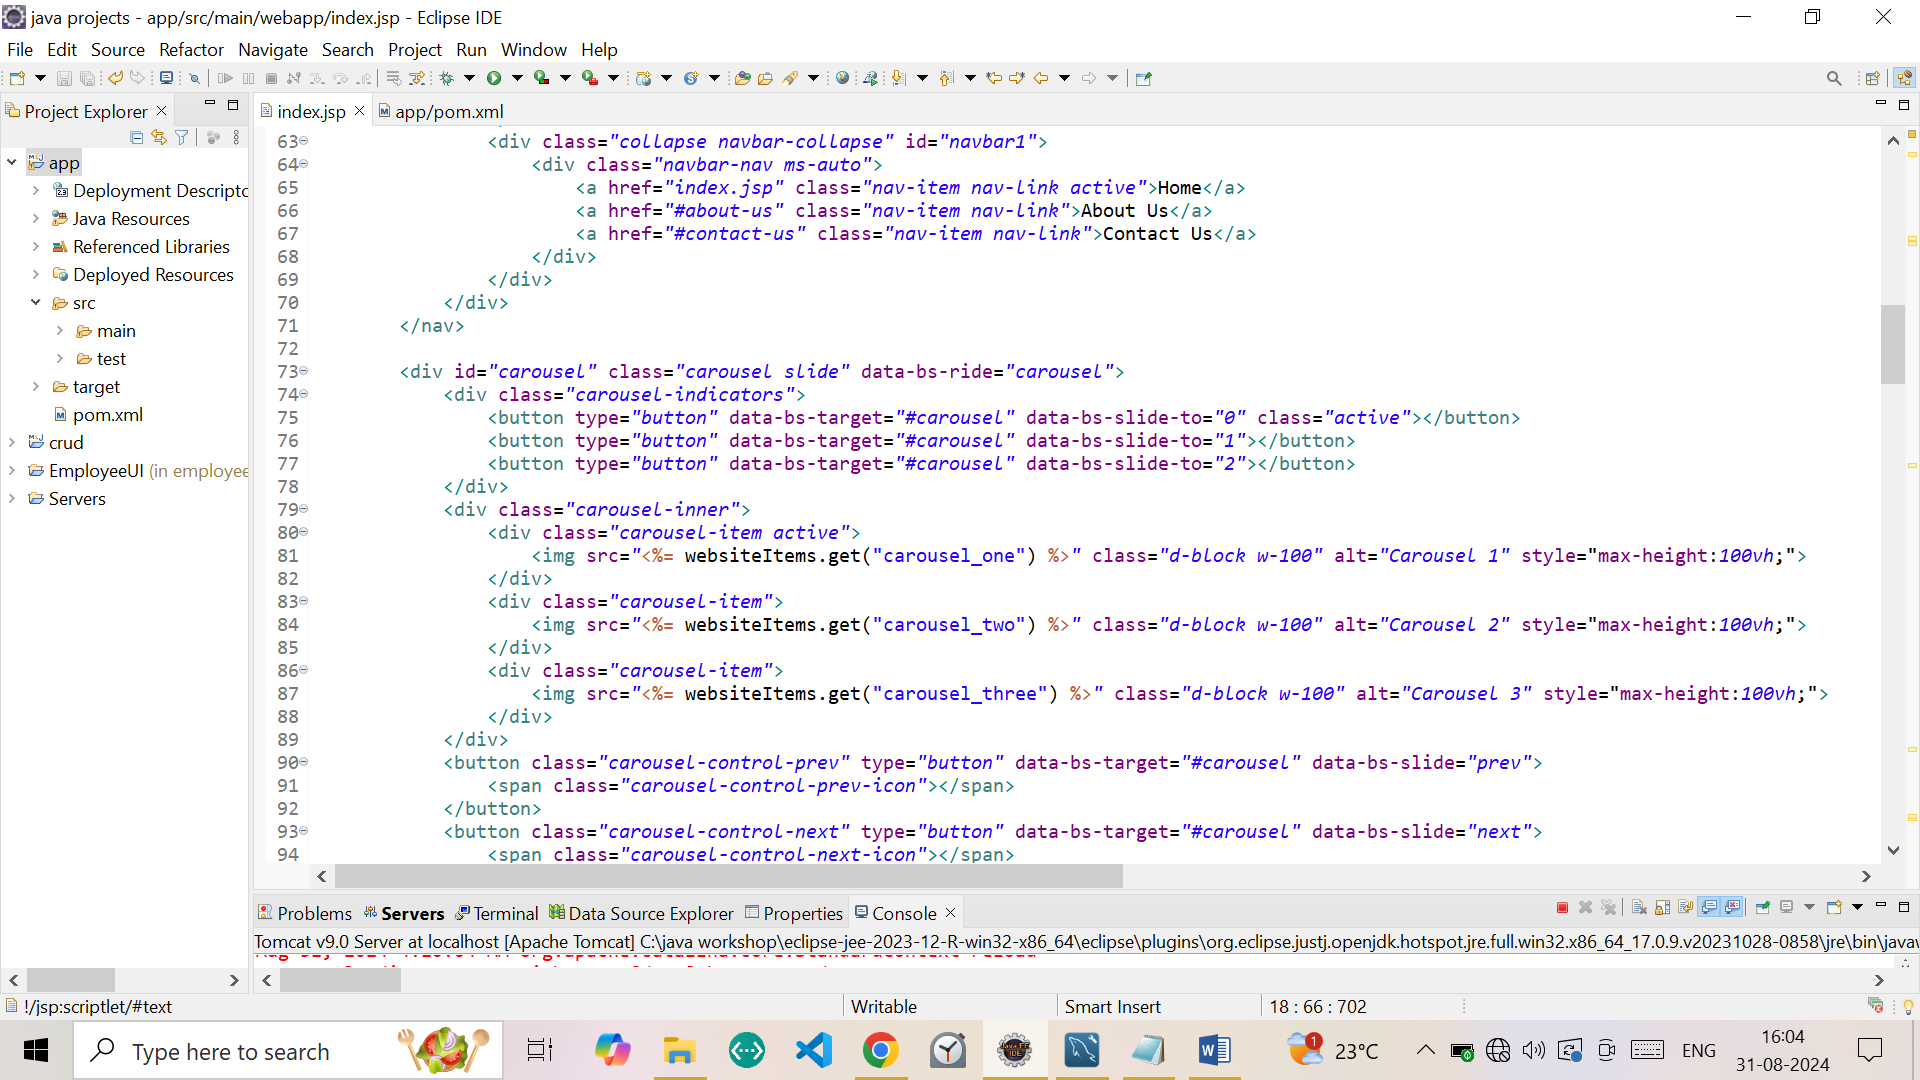 java projects - app/src/main/webapp/index.jsp - Eclipse IDE
File Edit Source Refactor Navigate Search Project Run Window Help
Project Explorer
index.jsp
app/pom.xml
app
Deployment Descripto
Java Resources
Referenced Libraries
Deployed Resources
src
main
test
target
pom.xml
crud
EmployeeUI (in employee
Servers
63 <div class="collapse navbar-collapse" id="navbar1">
64 <div class="navbar-nav ms-auto">
65 <a href="index.jsp" class="nav-item nav-link active">Home</a>
66 <a href="#about-us" class="nav-item nav-link">About Us</a>
67 <a href="#contact-us" class="nav-item nav-link">Contact Us</a>
68 </div>
69 </div>
70 </div>
71 </nav>
72
73 <div id="carousel" class="carousel slide" data-bs-ride="carousel">
74 <div class="carousel-indicators">
75 <button type="button" data-bs-target="#carousel" data-bs-slide-to="0" class="active"></button>
76 <button type="button" data-bs-target="#carousel" data-bs-slide-to="1"></button>
77 <button type="button" data-bs-target="#carousel" data-bs-slide-to="2"></button>
78 </div>
79 <div class="carousel-inner">
80 <div class="carousel-item active">
81 <img src="<%= websiteItems.get("carousel_one") %>" class="d-block w-100" alt="Carousel 1" style="max-height:100vh;">
82 </div>
83 <div class="carousel-item">
84 <img src="<%= websiteItems.get("carousel_two") %>" class="d-block w-100" alt="Carousel 2" style="max-height:100vh;">
85 </div>
86 <div class="carousel-item">
87 <img src="<%= websiteItems.get("carousel_three") %>" class="d-block w-100" alt="Carousel 3" style="max-height:100vh;">
88 </div>
89 </div>
90 <button class="carousel-control-prev" type="button" data-bs-target="#carousel" data-bs-slide="prev">
91 <span class="carousel-control-prev-icon"></span>
92 </button>
93 <button class="carousel-control-next" type="button" data-bs-target="#carousel" data-bs-slide="next">
94 <span class="carousel-control-next-icon"></span>
Problems Servers Terminal Data Source Explorer Properties Console
Tomcat v9.0 Server at localhost [Apache Tomcat] C:\java workshop\eclipse-jee-2023-12-R-win32-x86_64\eclipse\plugins\org.eclipse.justj.openjdk.hotspot.jre.full.win32.x86_64_17.0.9.v20231028-0858\jre\bin\java
!/jsp:scriptlet/#text
Writable
Smart Insert
18 : 66 : 702
Type here to search
1
23°C
ENG
16:04
31-08-2024